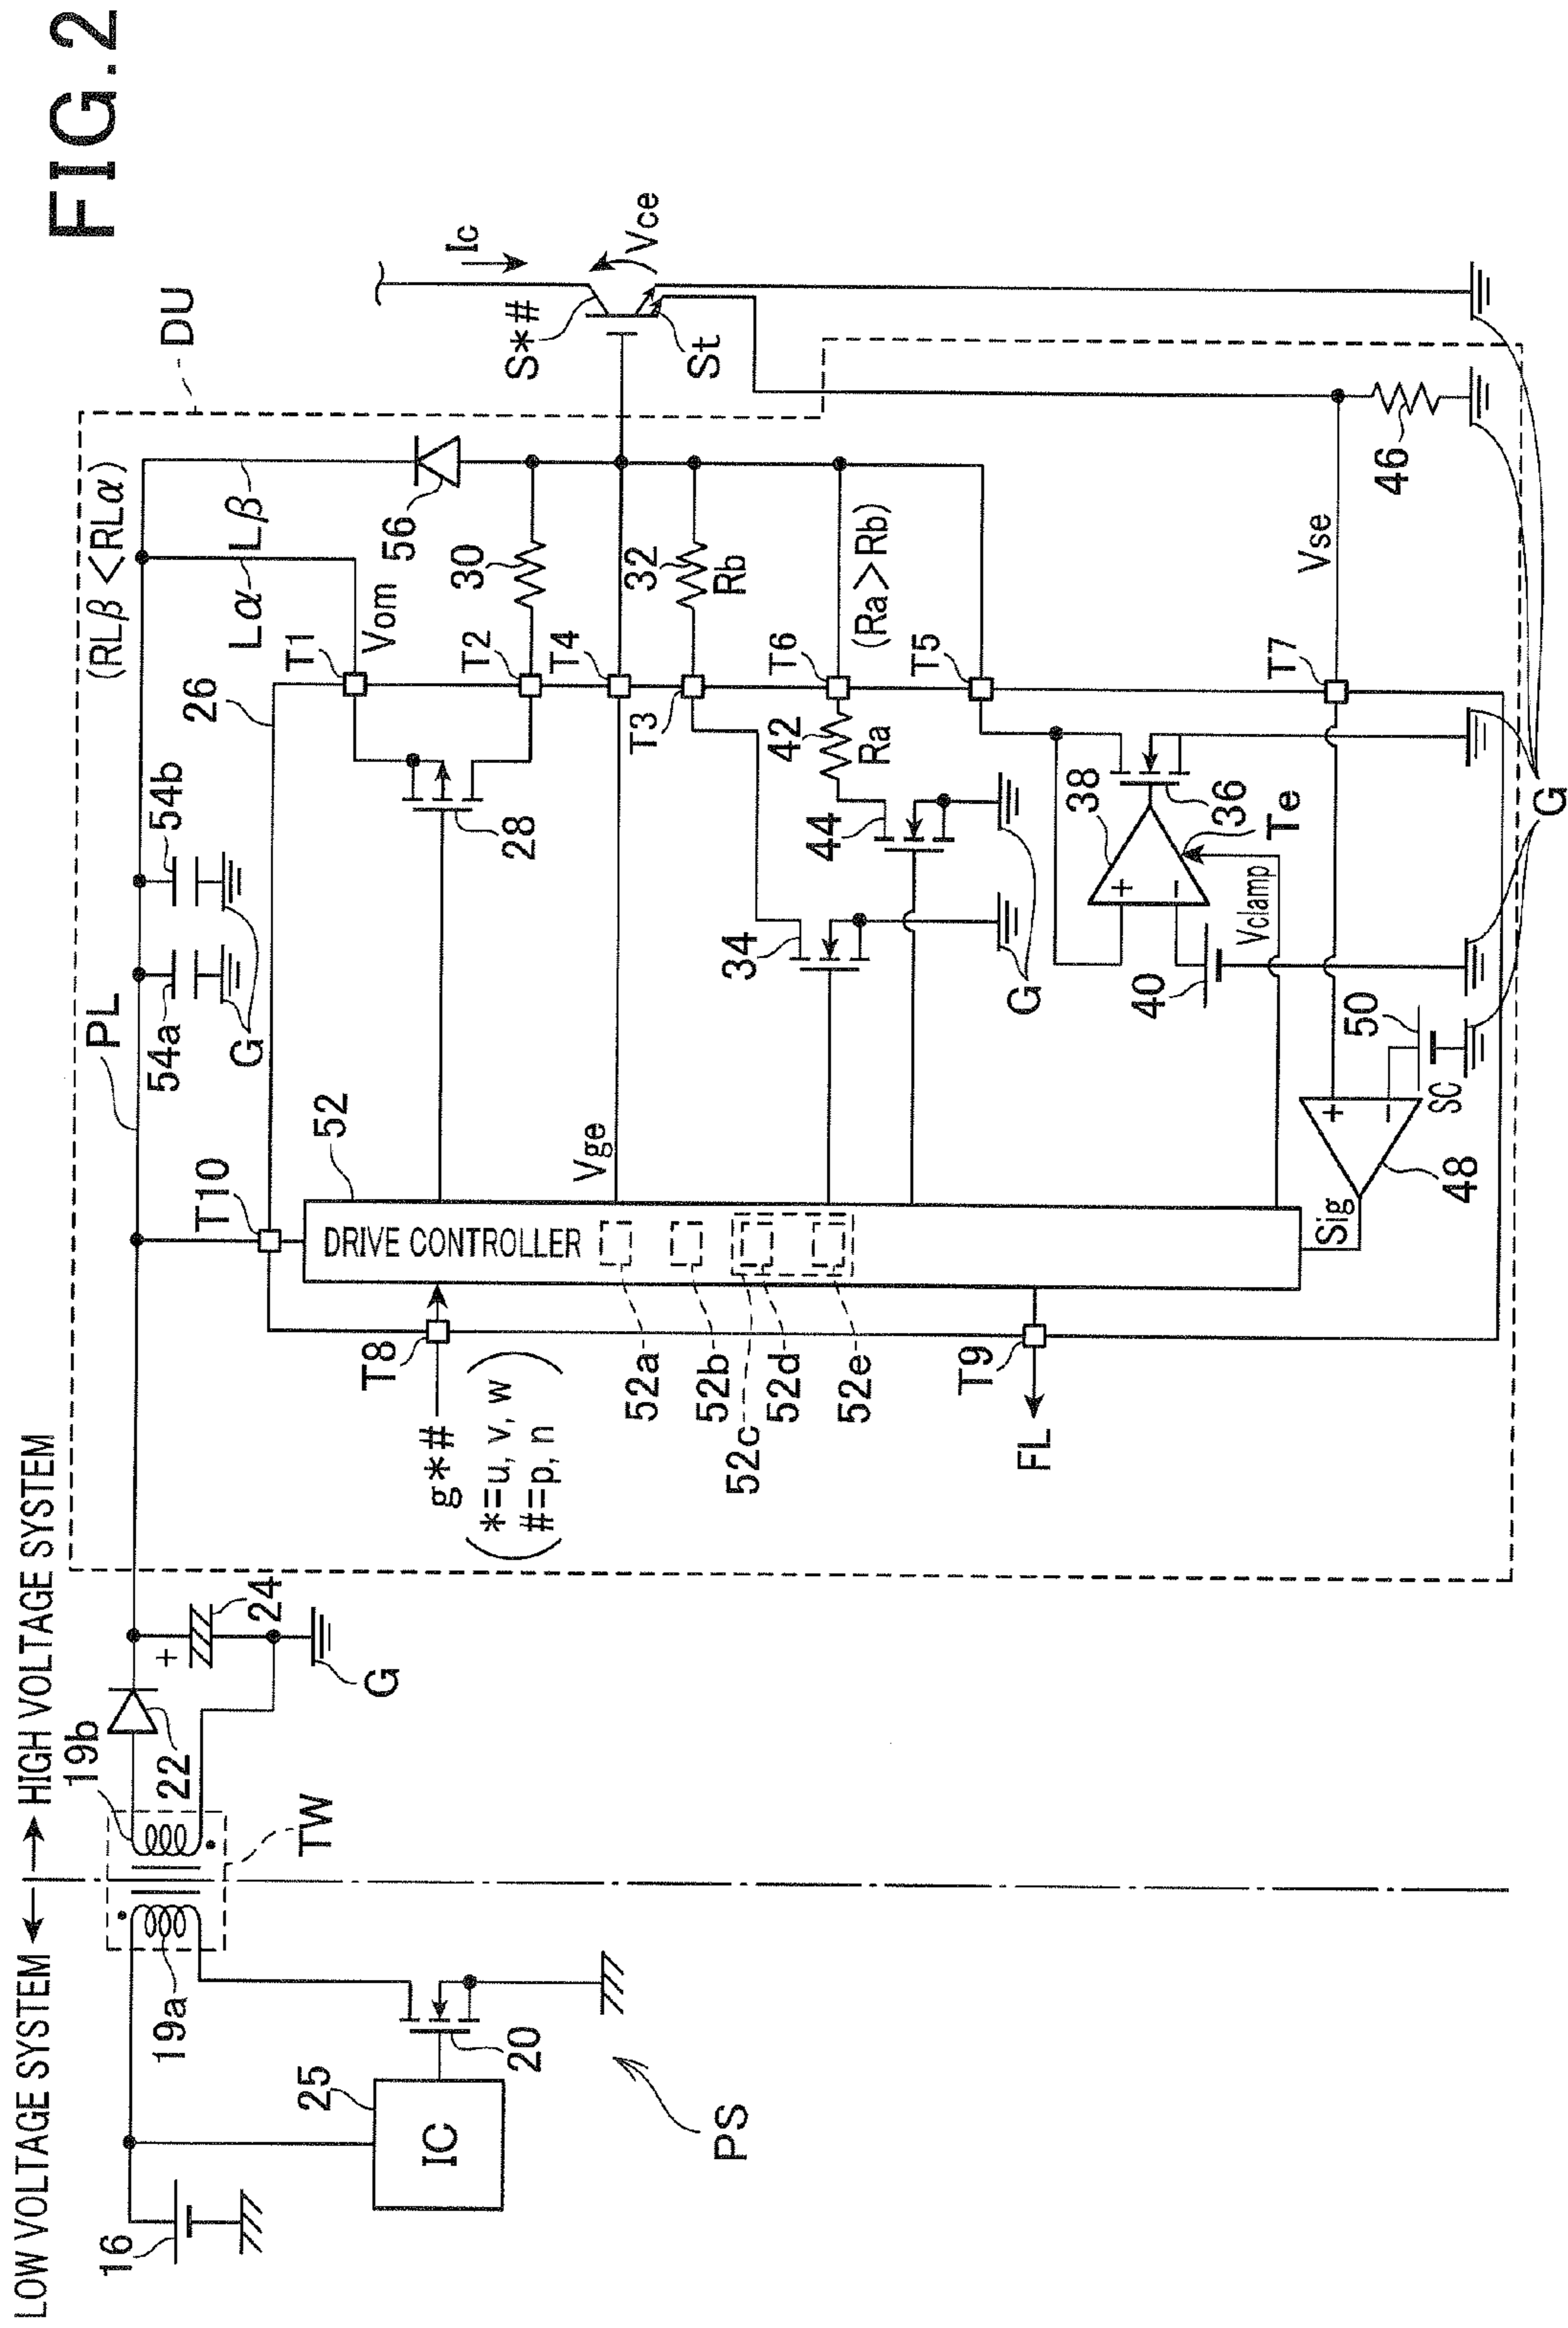 FIG.2
LOW VOLTAGE SYSTEM
HIGH VOLTAGE SYSTEM
19b
22
24
+
G
TW
19a
16
25
IC
20
PS
PL
54a
54b
G
(RLβ<RLα)
Lα
Lβ
DU
T10
26
T1
Vom
56
52
DRIVE CONTROLLER
28
T2
30
T8
g*#
(*=u, v, w
#=p, n)
Vge
T4
S*#
Ic
Vce
St
52a
52b
52c
52d
52e
T3
32
Rb
34
G
44
42
Ra
T6
(Ra>Rb)
T5
T9
FL
38
+
−
36
Te
40
Vclamp
T7
Vse
46
Sig
48
+
−
SC
50
G